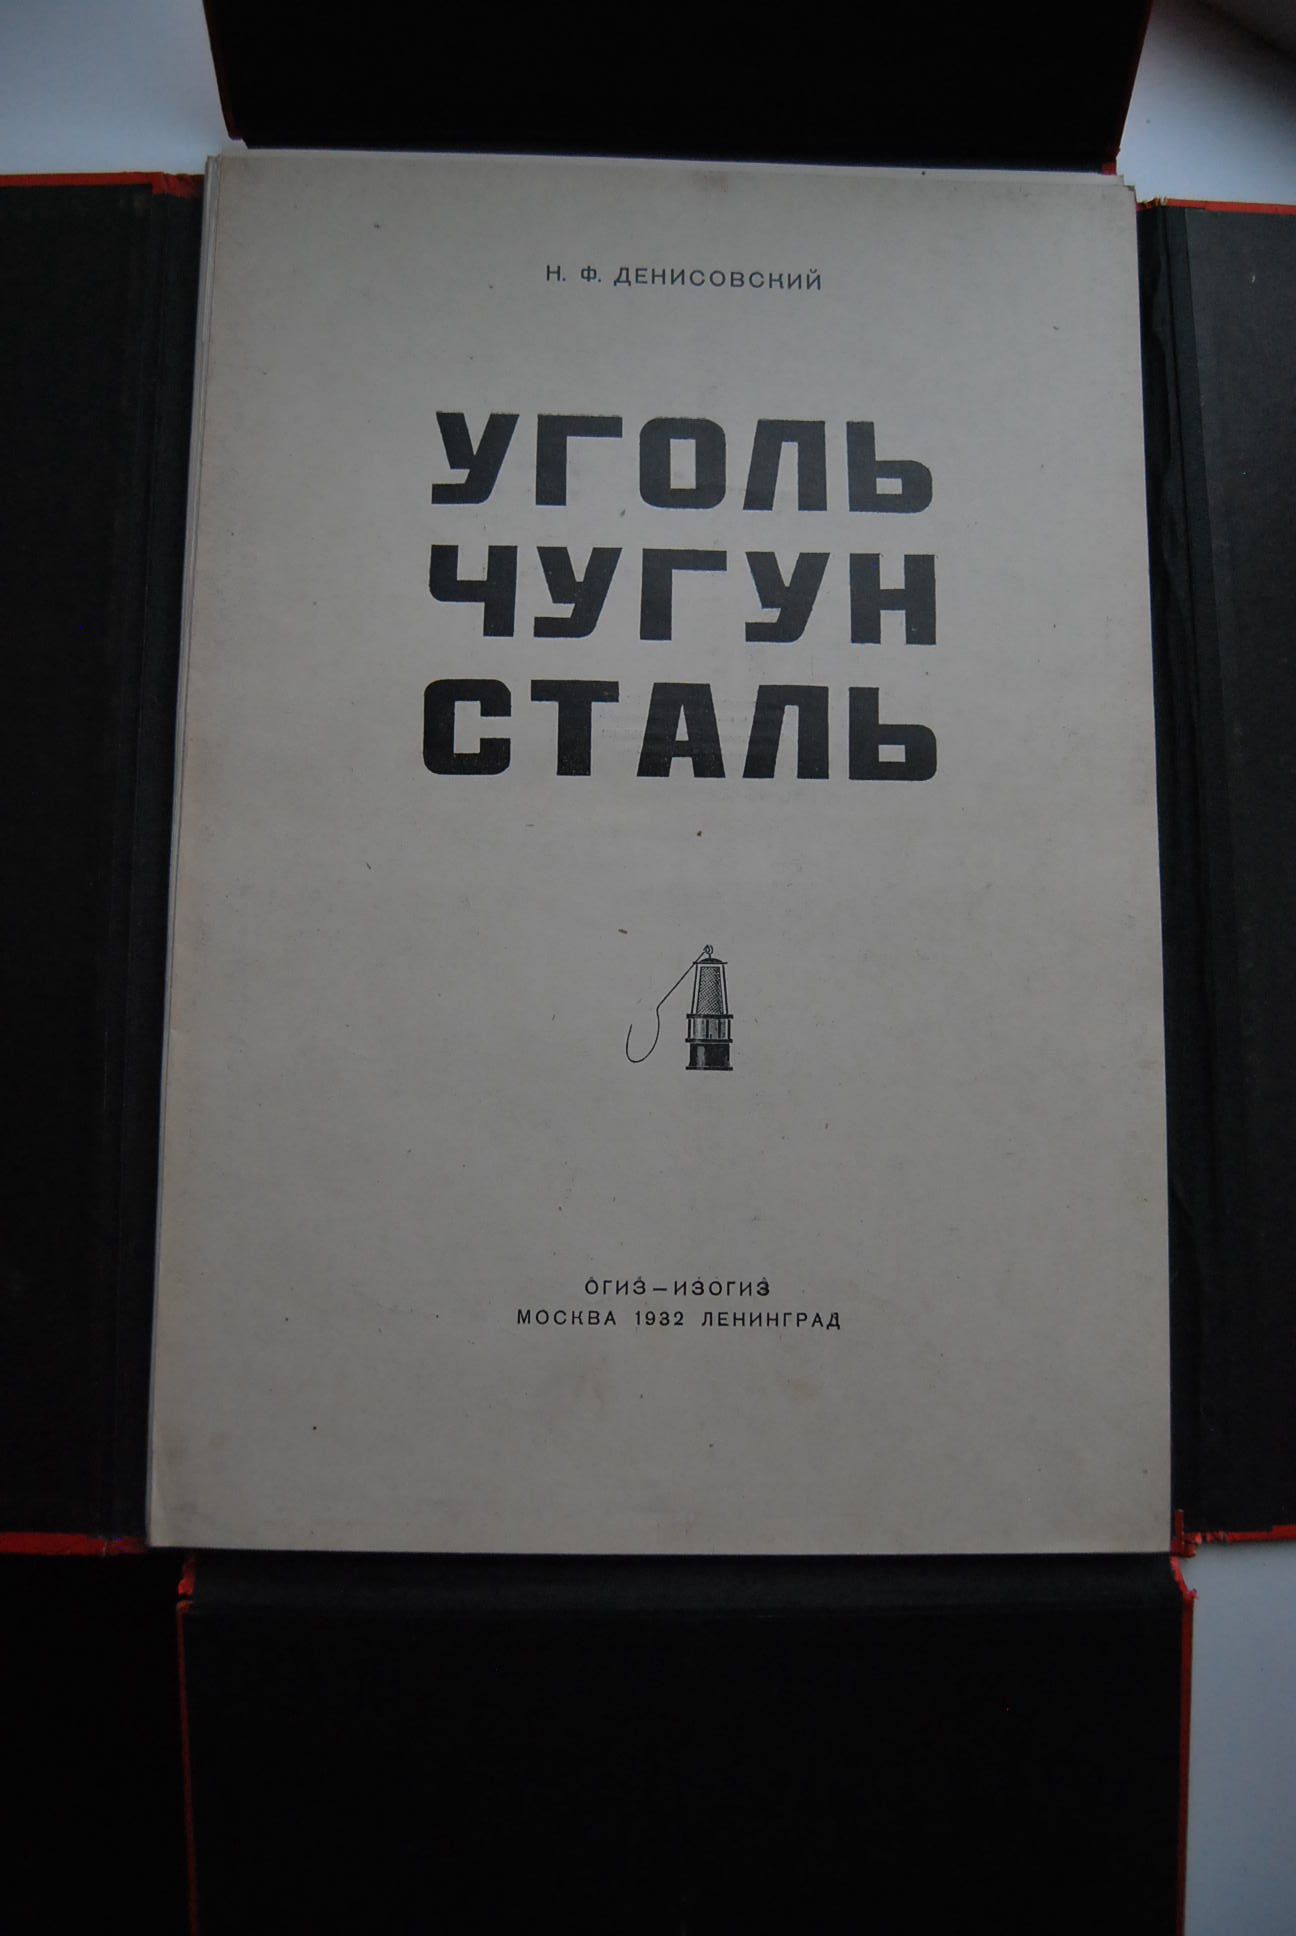 Н. Ф. ДЕНИСОВСКИЙ
УГОЛЬ
ЧУГУН
СТАЛЬ
ОГИЗ — ИЗОГИЗ
МОСКВА 1932 ЛЕНИНГРАД